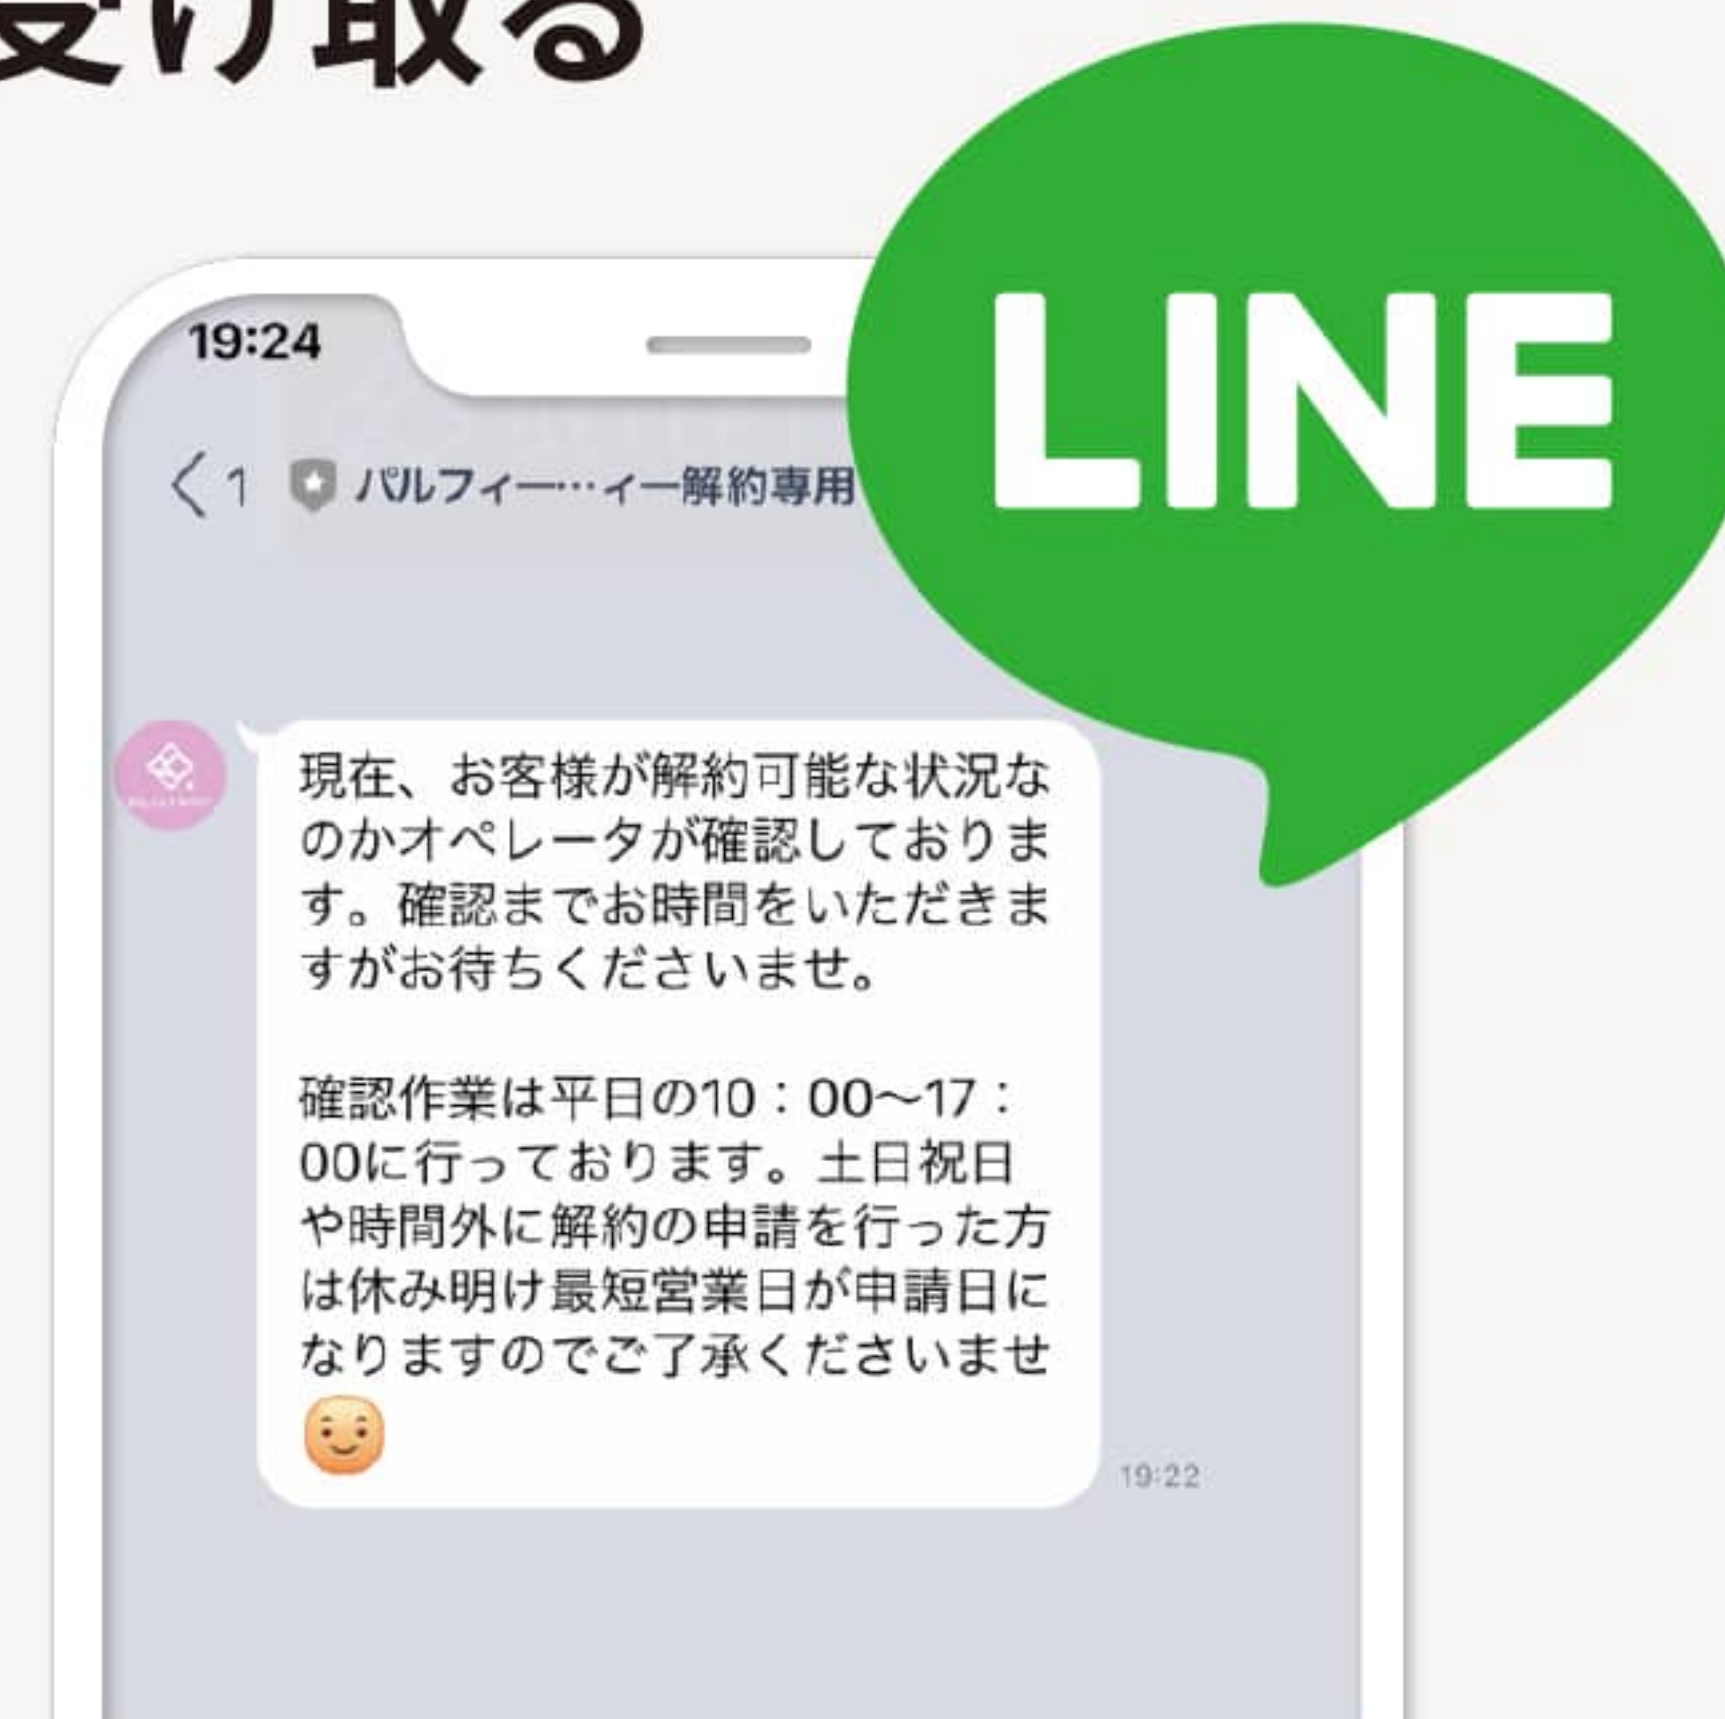 受け取る
LINE
19:24
1 パルフィー…ィー解約専用
現在、お客様が解約可能な状況な
のかオペレータが確認しておりま
す。確認までお時間をいただきま
すがお待ちくださいませ。
確認作業は平日の10：00〜17：
00に行っております。土日祝日
や時間外に解約の申請を行った方
は休み明け最短営業日が申請日に
なりますのでご了承くださいませ
19:22